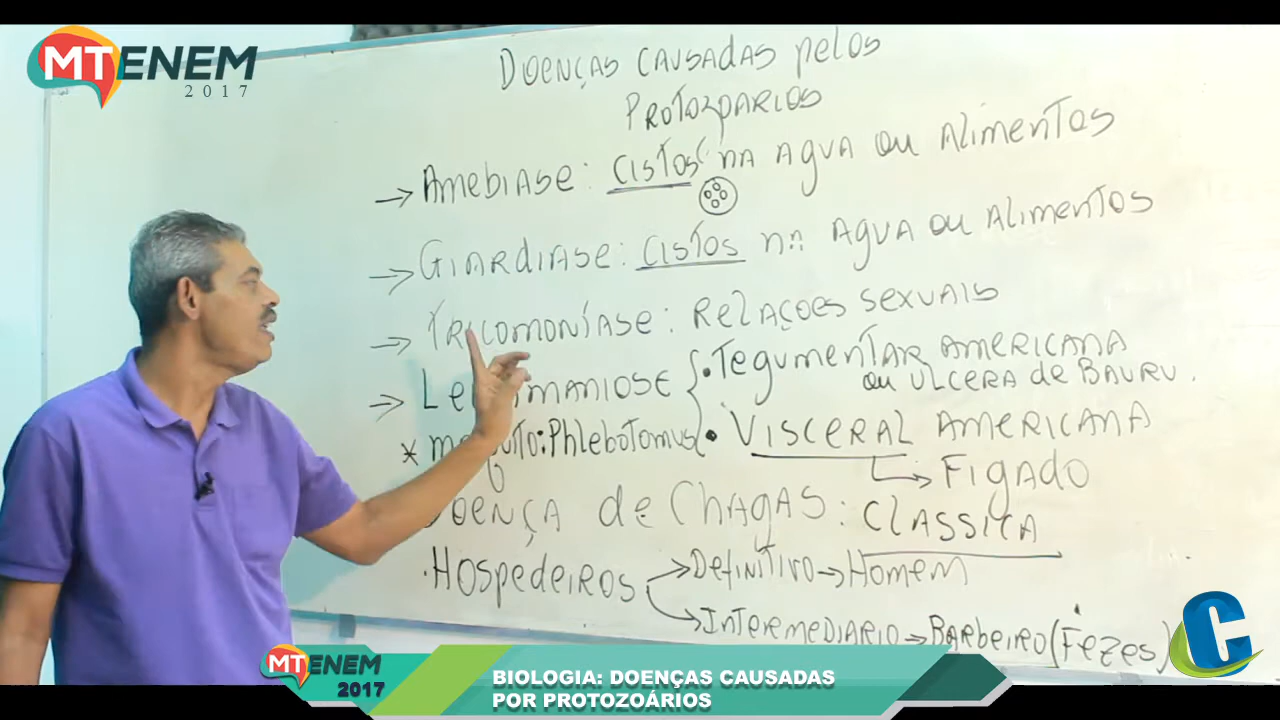 MTENEM
2017
DOENÇAS CAUSADAS pelos
PROTOZOARIOS
→ AMEBIASE: CISTOS NA AGUA ou ALIMENTOS
→ GIARDIASE: CISTOS na AGUA ou ALIMENTOS
→ TRICOMONÍASE: RELAÇOES SEXUAIS
→ {• TEGUMENTAR AMERICANA
ou ULCERA de BAURU.
* :PhleboTomus • VISCERAL AMERICANA
FIGADO
DOENÇA de CHAGAS: CLASSICA
•HOSPEDEIROS → DEFINITIVO → HOMEM
→ INTERMEDIARIO → BARBEIRO (FEZES)
C
MTENEM
2017
BIOLOGIA: DOENÇAS CAUSADAS
POR PROTOZOÁRIOS